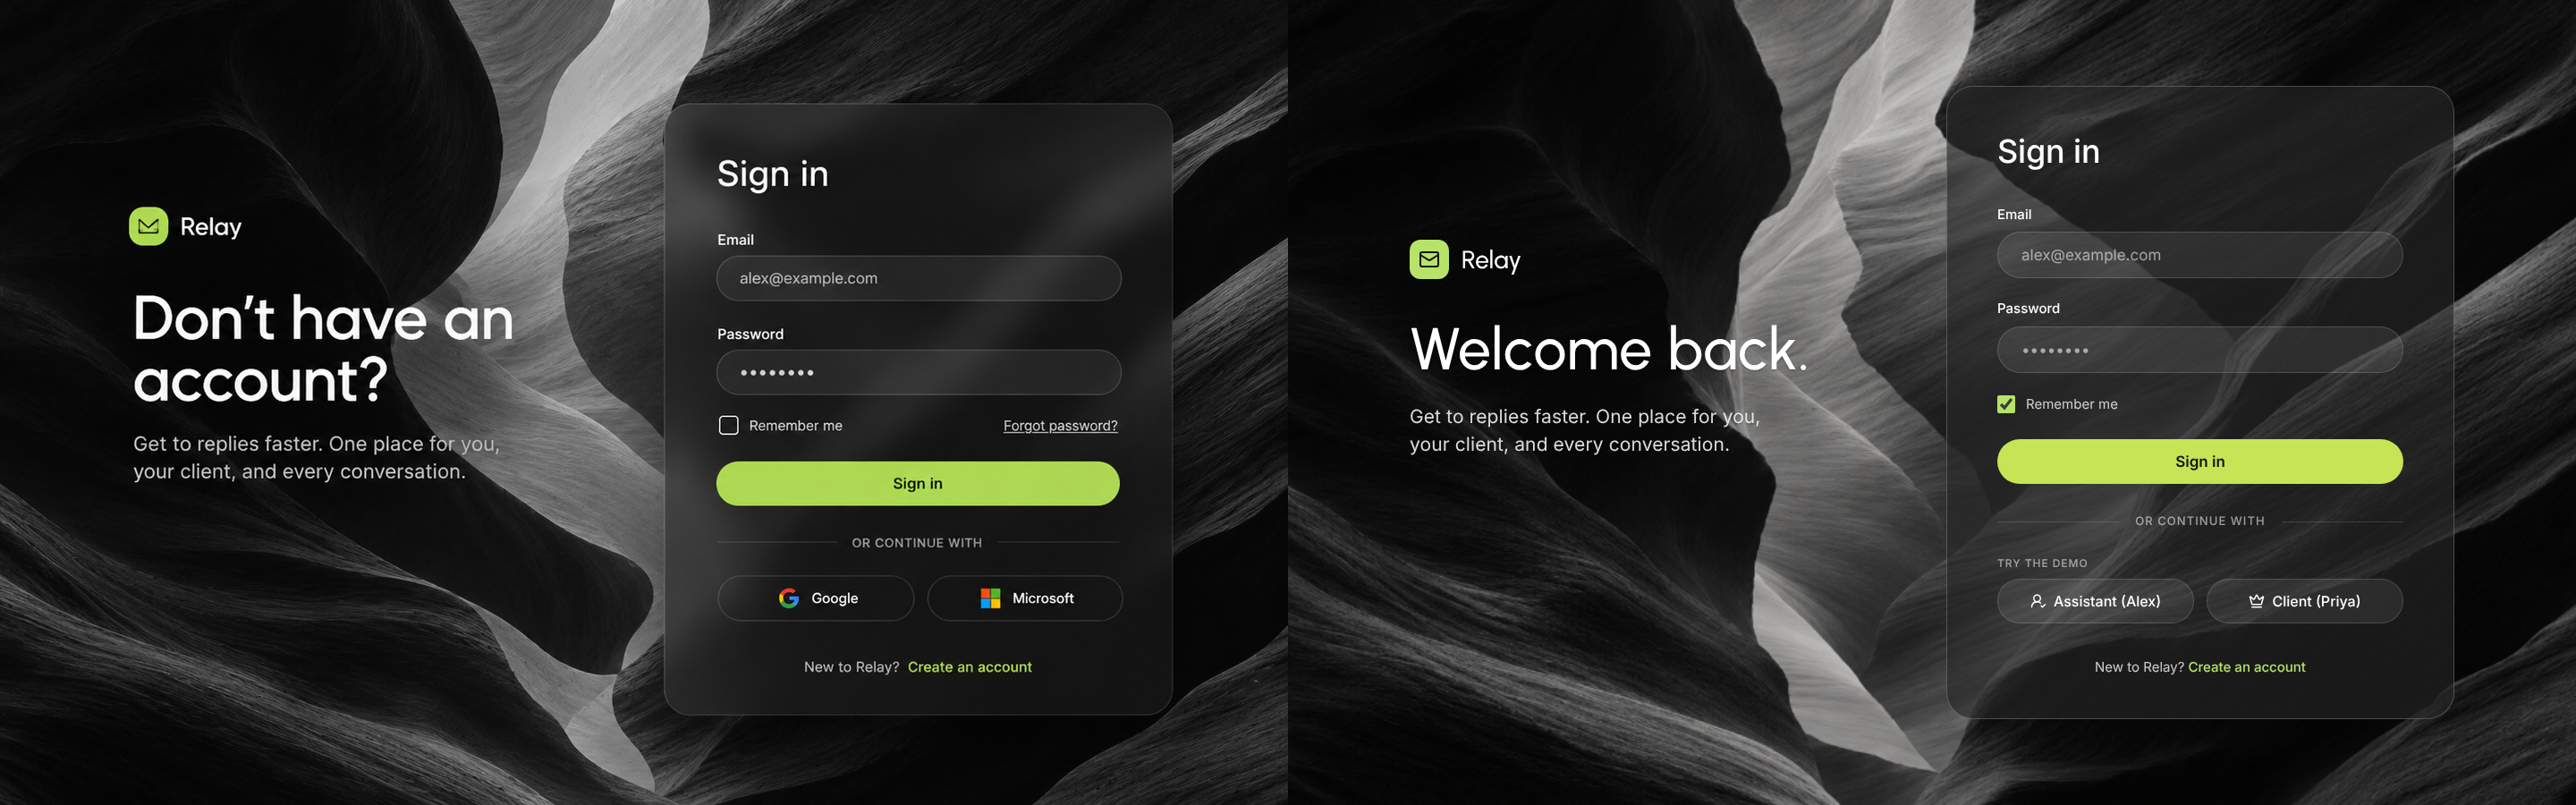 Relay
Don’t have an
account?
Get to replies faster. One place for you,
your client, and every conversation.
Sign in
Email
alex@example.com
Password
••••••••
Remember me
Forgot password?
Sign in
OR CONTINUE WITH
Google
Microsoft
New to Relay? Create an account
Relay
Welcome back.
Get to replies faster. One place for you,
your client, and every conversation.
Sign in
Email
alex@example.com
Password
••••••••
Remember me
Sign in
OR CONTINUE WITH
TRY THE DEMO
Assistant (Alex)
Client (Priya)
New to Relay? Create an account